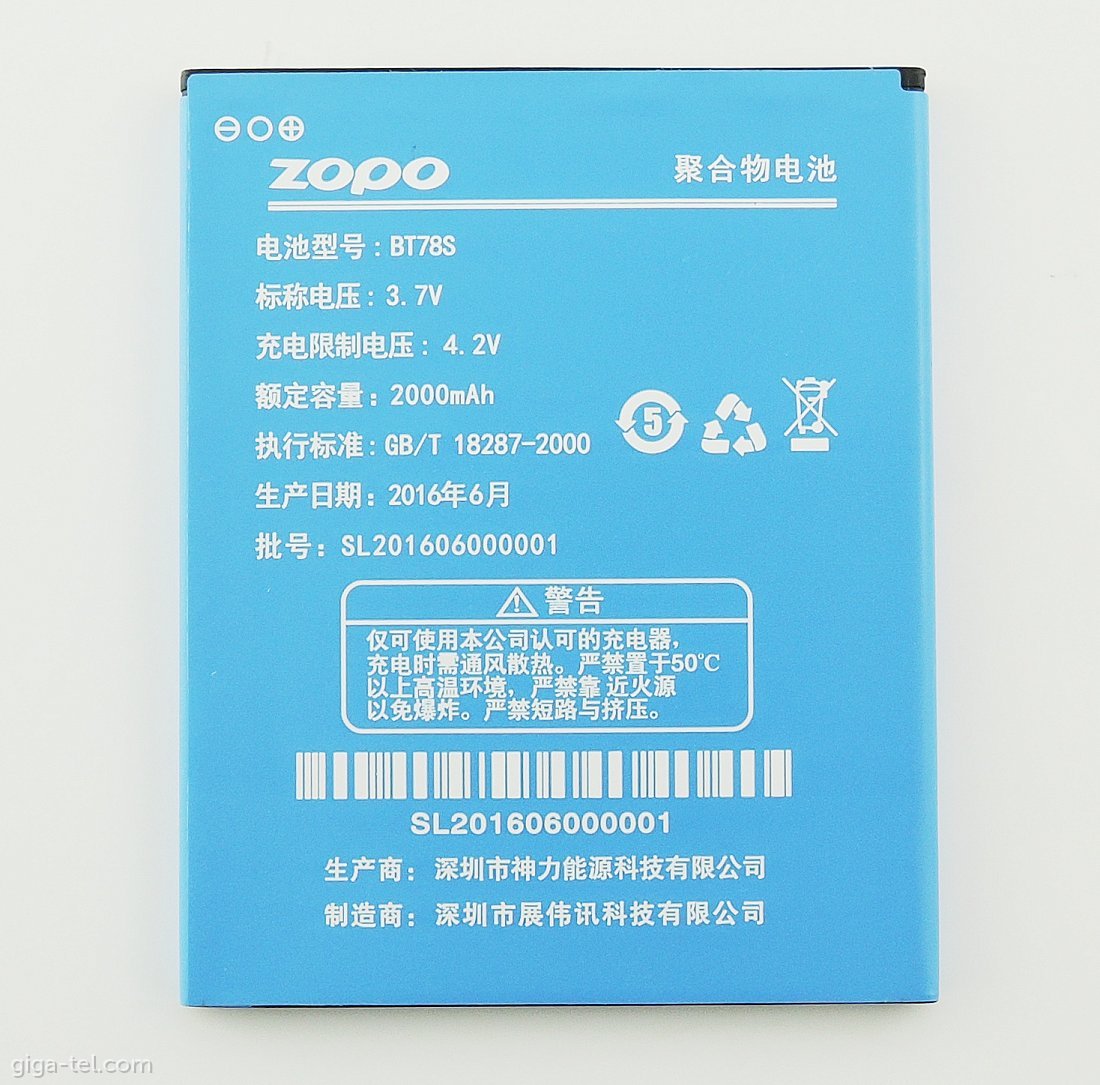 zopo
聚合物电池
电池型号：BT78S
标称电压：3.7V
充电限制电压：4.2V
额定容量：2000mAh
执行标准：GB/T 18287-2000
生产日期：2016年6月
批号：SL201606000001
5
警告
仅可使用本公司认可的充电器，
充电时需通风散热。严禁置于50℃
以上高温环境，严禁靠 近火源
以免爆炸。严禁短路与挤压。
SL201606000001
生产商：深圳市神力能源科技有限公司
制造商：深圳市展伟讯科技有限公司
giga-tel.com